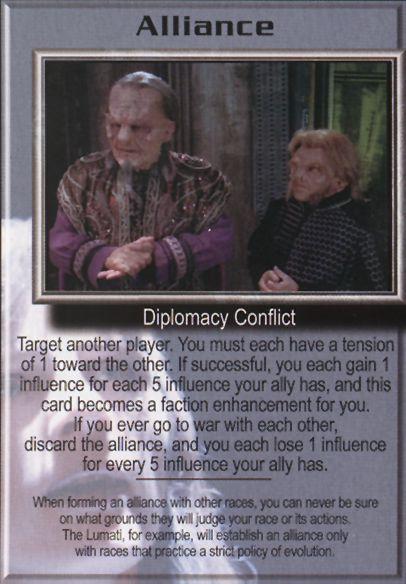 Alliance
Diplomacy Conflict
Target another player. You must each have a tension
of 1 toward the other. If successful, you each gain 1
influence for each 5 influence your ally has, and this
card becomes a faction enhancement for you.
If you ever go to war with each other,
discard the alliance, and you each lose 1 influence
for every 5 influence your ally has.
When forming an alliance with other races, you can never be sure
on what grounds they will judge your race or its actions.
The Lumati, for example, will establish an alliance only
with races that practice a strict policy of evolution.